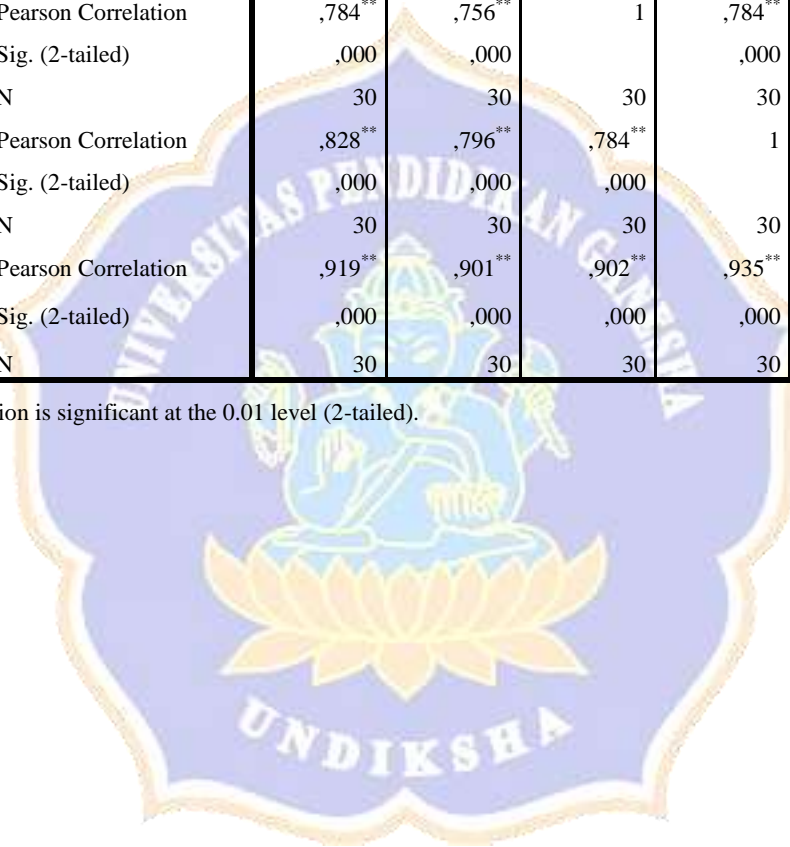 Pearson Correlation ,784** ,756** 1 ,784**
Sig. (2-tailed) ,000 ,000 ,000
N 30 30 30 30
Pearson Correlation ,828** ,796** ,784** 1
Sig. (2-tailed) ,000 ,000 ,000
N 30 30 30 30
Pearson Correlation ,919** ,901** ,902** ,935**
Sig. (2-tailed) ,000 ,000 ,000 ,000
N 30 30 30 30
ion is significant at the 0.01 level (2-tailed).
UNIVERSITAS PENDIDIKAN GANESHA
UNDIKSHA